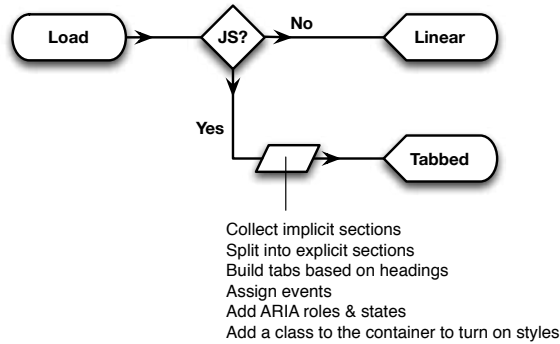 Load
JS?
No
Linear
Yes
Tabbed
Collect implicit sections
Split into explicit sections
Build tabs based on headings
Assign events
Add ARIA roles & states
Add a class to the container to turn on styles